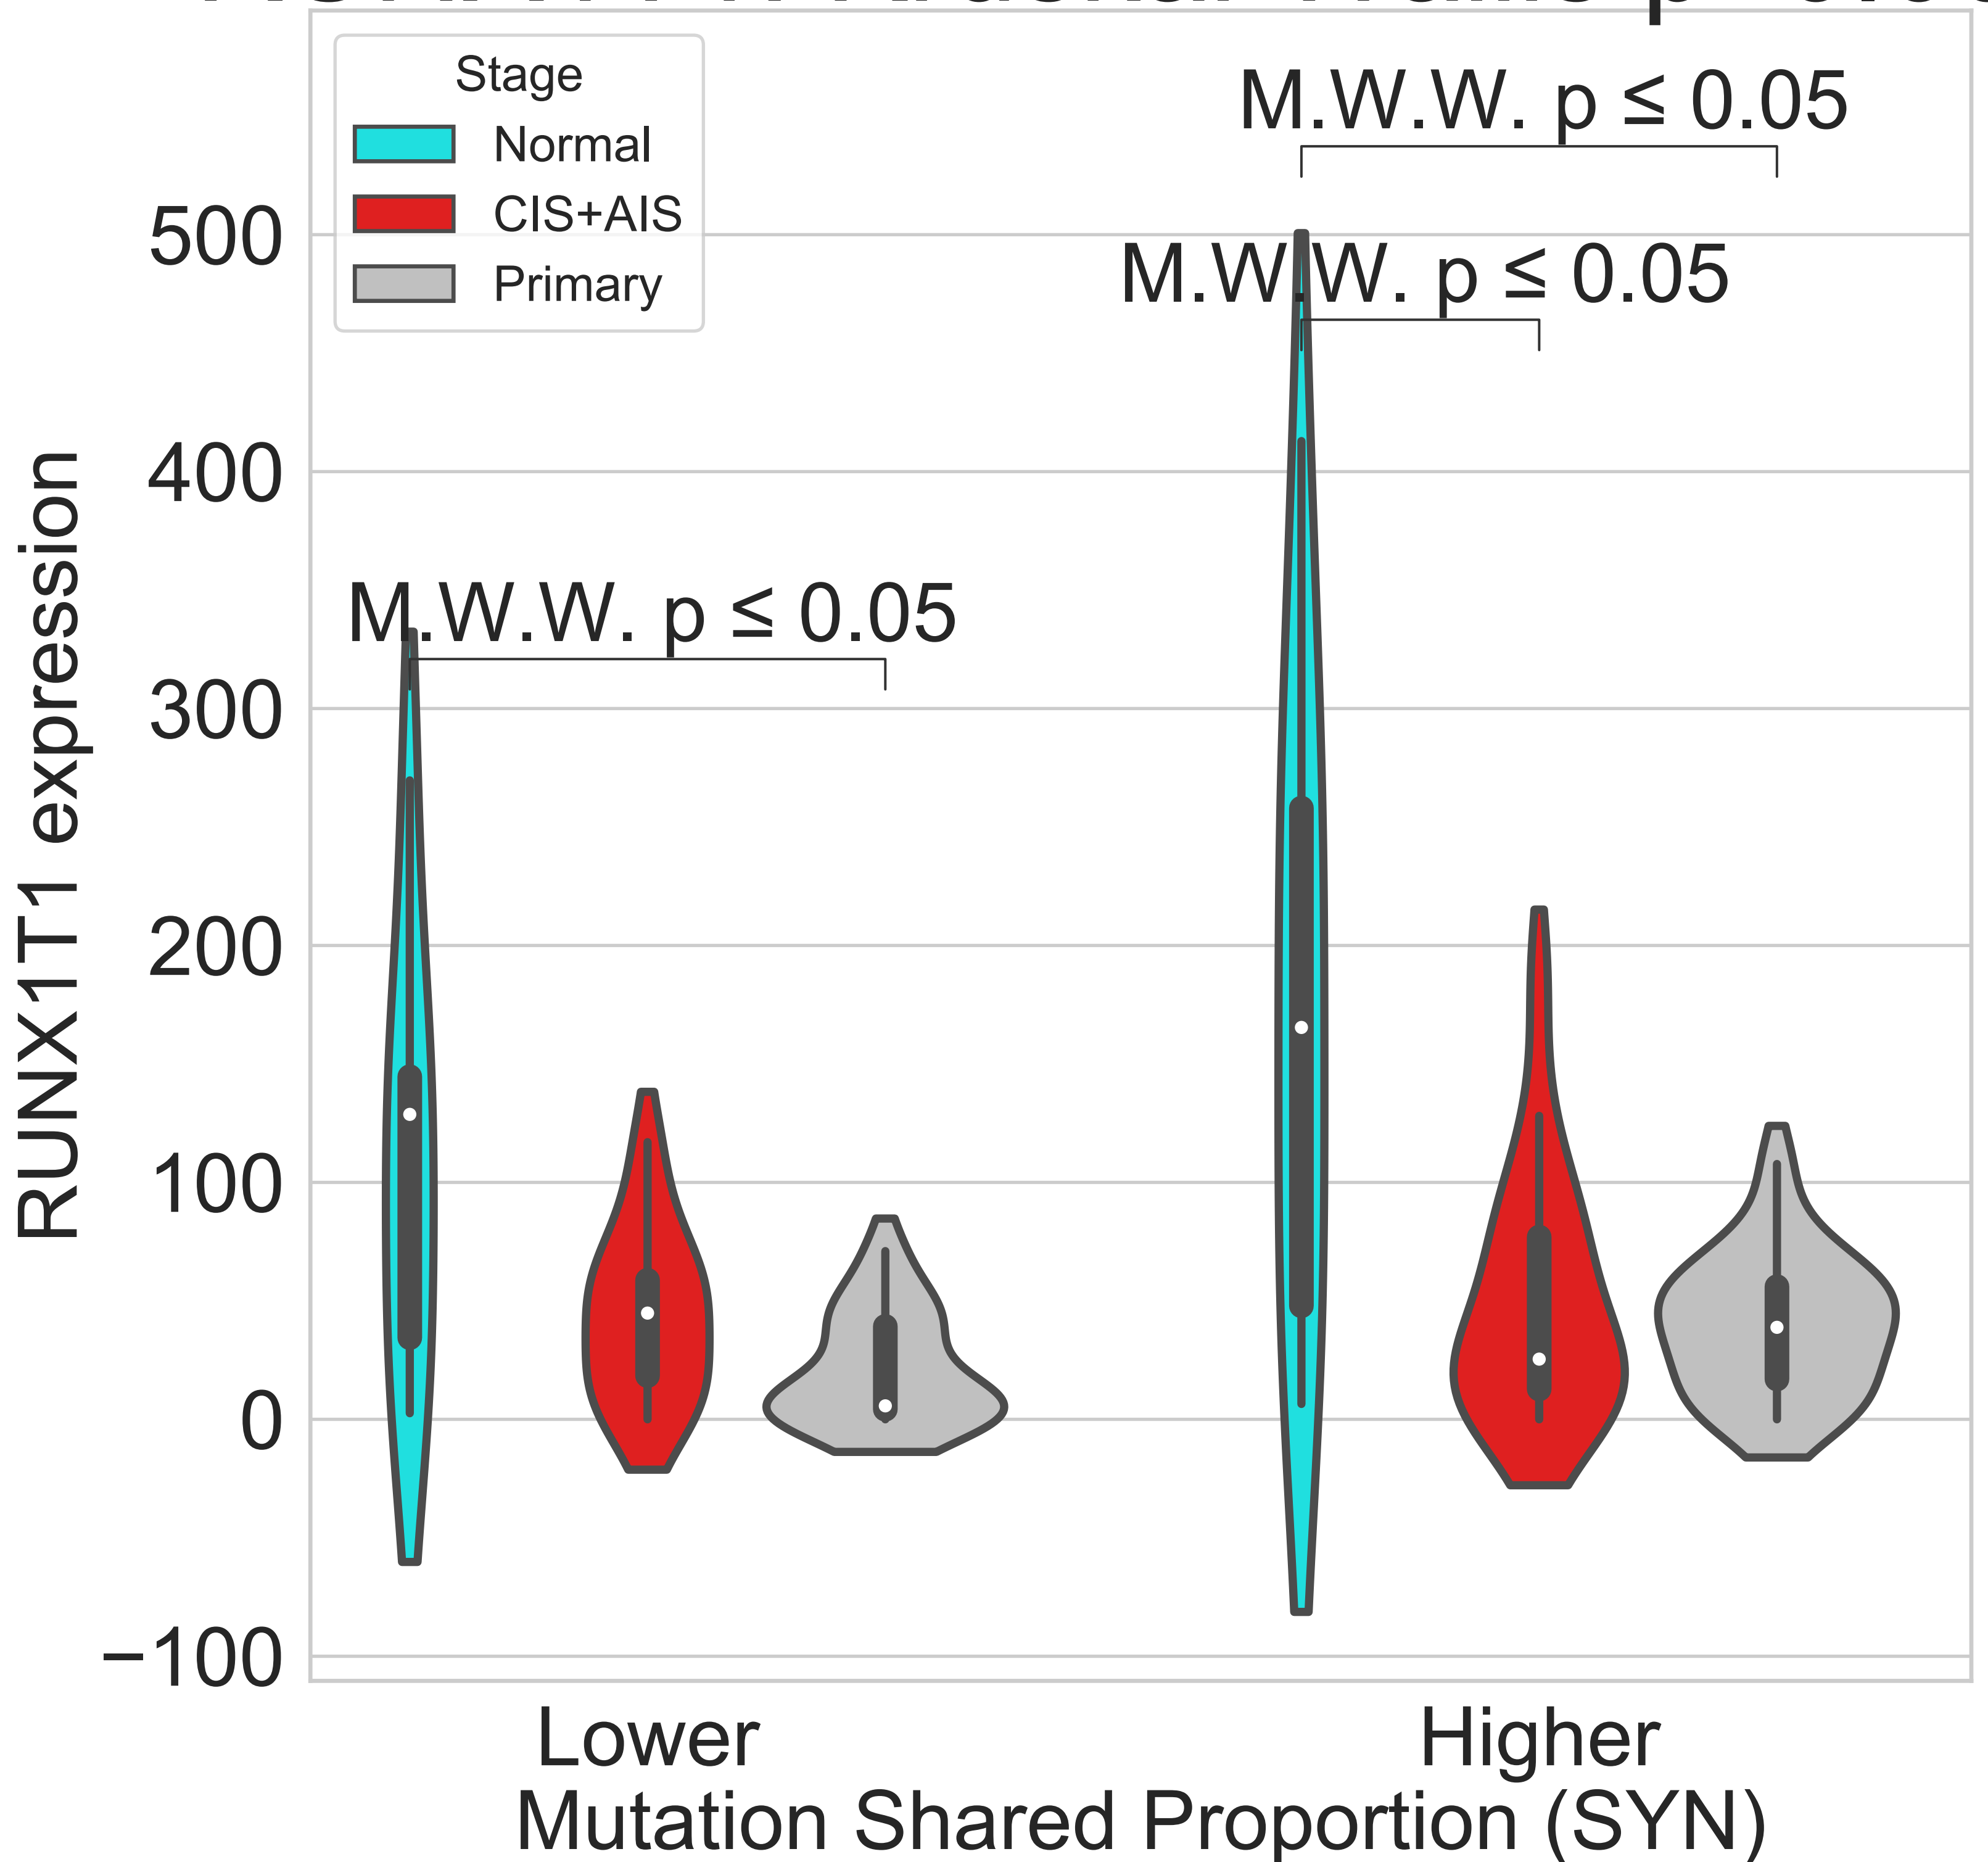 Stage
Normal
CIS+AIS
Primary
M.W.W. p ≤ 0.05
M.W.W. p ≤ 0.05
M.W.W. p ≤ 0.05
500
400
300
200
100
0
−100
RUNX1T1 expression
Lower
Higher
Mutation Shared Proportion (SYN)